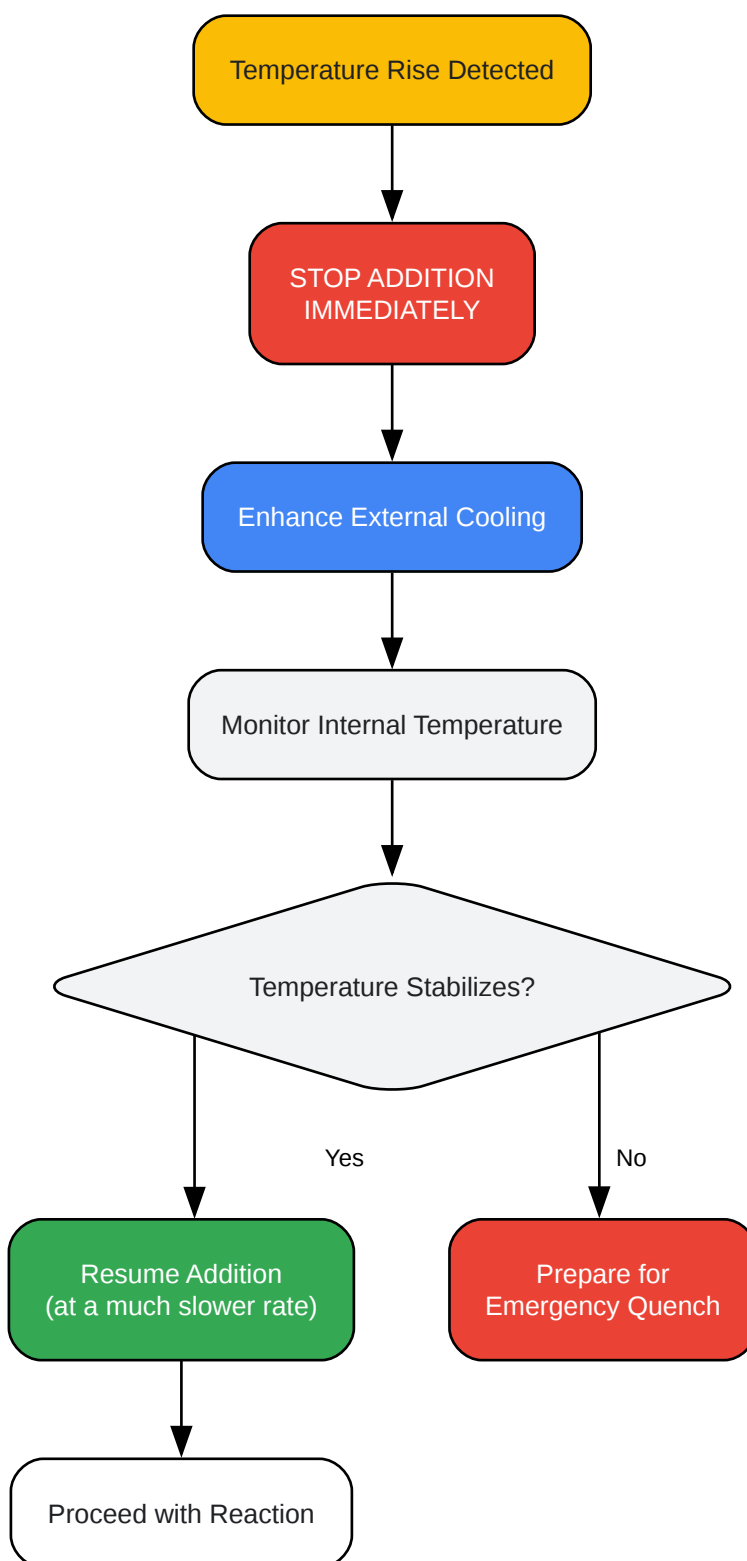 Temperature Rise Detected
STOP ADDITION
IMMEDIATELY
Enhance External Cooling
Monitor Internal Temperature
Temperature Stabilizes?
Yes
No
Resume Addition
(at a much slower rate)
Prepare for
Emergency Quench
Proceed with Reaction